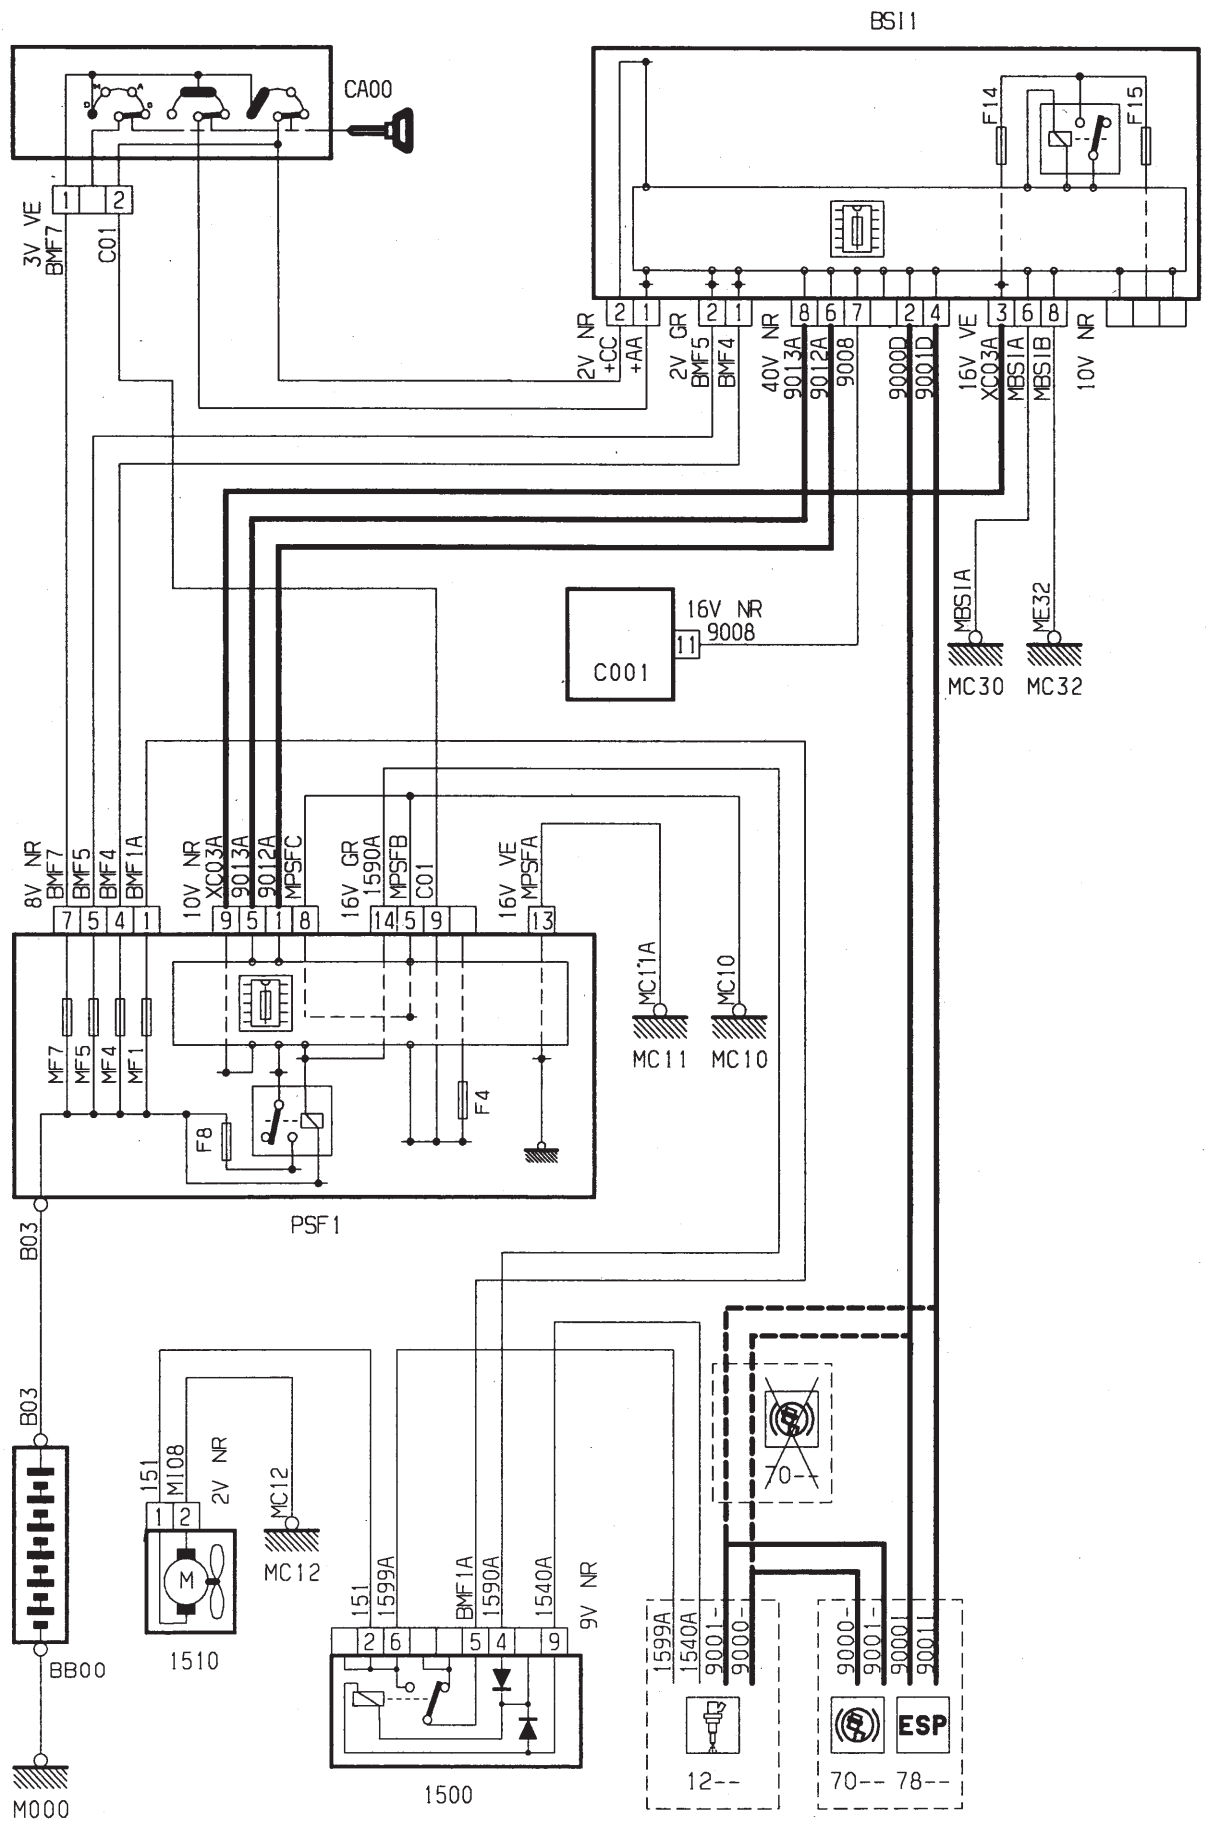 BSI1
CA00
M A
D D
F14
F15
1 2
3V VE
BMF7
C01
2 1
2 1
8 6 7 2 4
3 6 8
2V NR
+CC
+AA
2V GR
BMF5
BMF4
40V NR
9013A
9012A
9008
9000D
9001D
16V VE
XC03A
MBS1A
MBS1B
10V NR
16V NR
9008
11
C001
MBS1A
ME32
MC30
MC32
8V NR
BMF7
BMF5
BMF4
BMF1A
10V NR
XC03A
9013A
9012A
MPSFC
16V GR
1590A
MPSFB
C01
16V VE
MPSFA
7 5 4 1
9 5 1 8
14 5 9
13
MC11A
MC10
MC11
MC10
MF7
MF5
MF4
MF1
F8
F4
PSF1
B03
B03
151
MI08
2V NR
MC12
1 2
M
MC12
1510
BB00
M000
151
1599A
BMF1A
1590A
1540A
9V NR
2 6 5 4 9
1500
70--
1599A
1540A
9001-
9000-
12--
9000-
9001-
9000I
9001I
ESP
70-- 78--